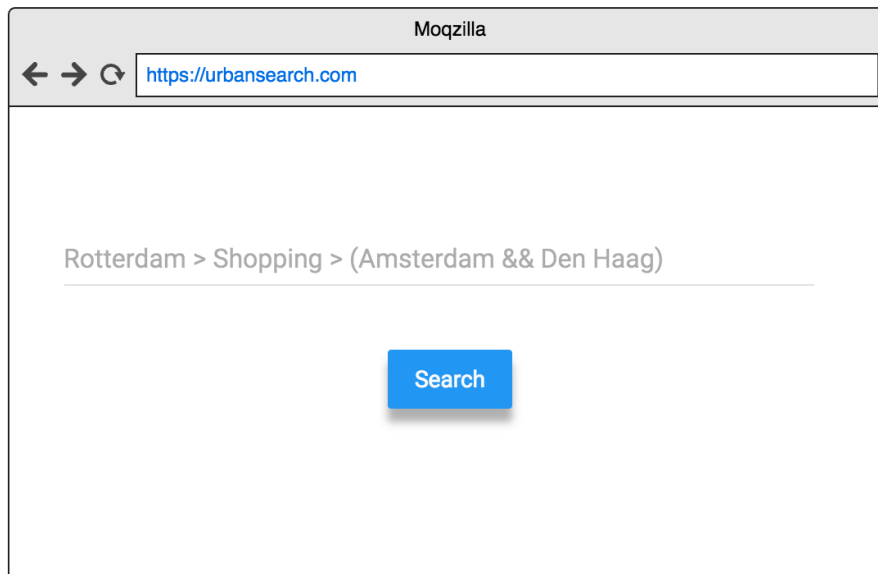 Moqzilla
https://urbansearch.com
Rotterdam > Shopping > (Amsterdam && Den Haag)
Search